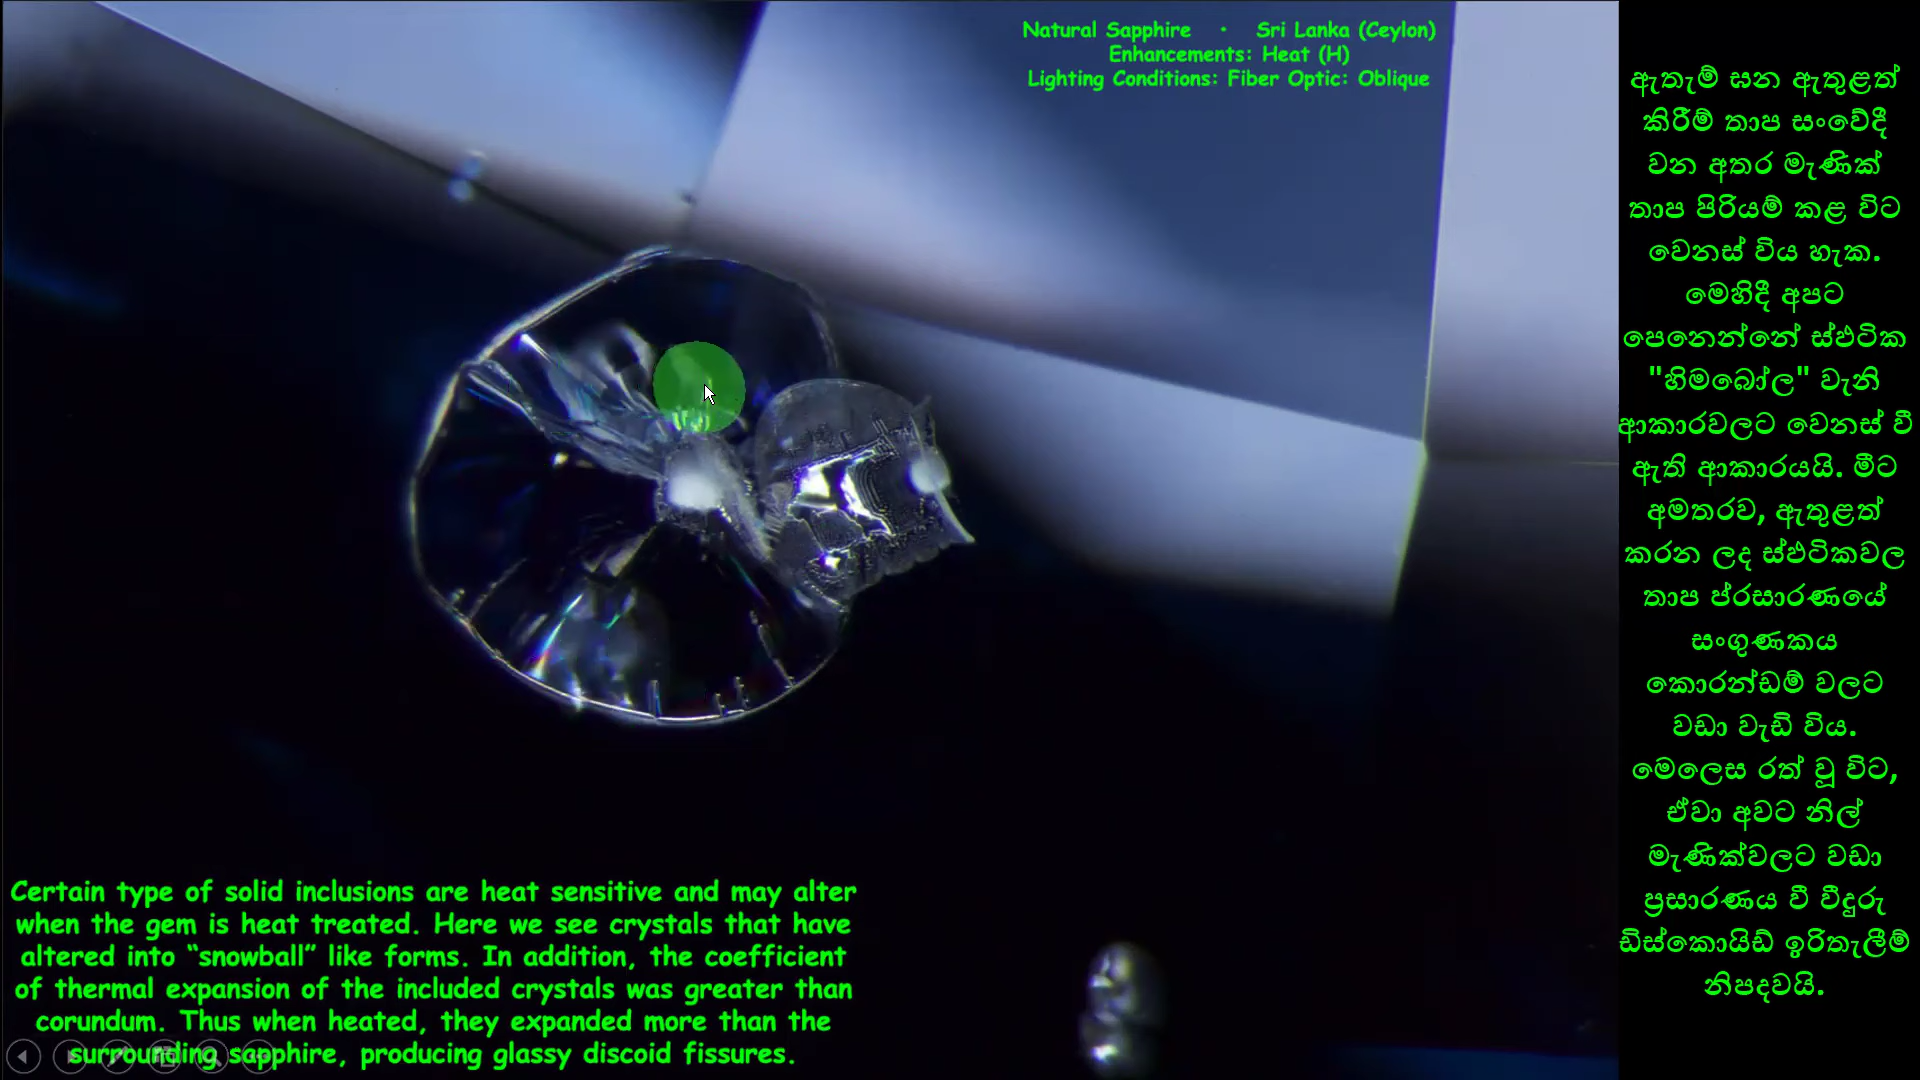 Natural Sapphire • Sri Lanka (Ceylon)
Enhancements: Heat (H)
Lighting Conditions: Fiber Optic: Oblique
ඇතැම් ඝන ඇතුළත්
කිරීම් තාප සංවේදී
වන අතර මැණික්
තාප පිරියම් කළ විට
වෙනස් විය හැක.
මෙහිදී අපට
පෙනෙන්නේ ස්ඵටික
"හිමබෝල" වැනි
ආකාරවලට වෙනස් වී
ඇති ආකාරයයි. මීට
අමතරව, ඇතුළත්
කරන ලද ස්ඵටිකවල
තාප ප්රසාරණයේ
සංගුණකය
කොරන්ඩම් වලට
වඩා වැඩි විය.
මෙලෙස රත් වූ විට,
ඒවා අවට නිල්
මැණික්වලට වඩා
ප්‍රසාරණය වී වීදුරු
ඩිස්කොයිඩ් ඉරිතැලීම්
නිපදවයි.
Certain type of solid inclusions are heat sensitive and may alter
when the gem is heat treated. Here we see crystals that have
altered into “snowball” like forms. In addition, the coefficient
of thermal expansion of the included crystals was greater than
corundum. Thus when heated, they expanded more than the
surrounding sapphire, producing glassy discoid fissures.